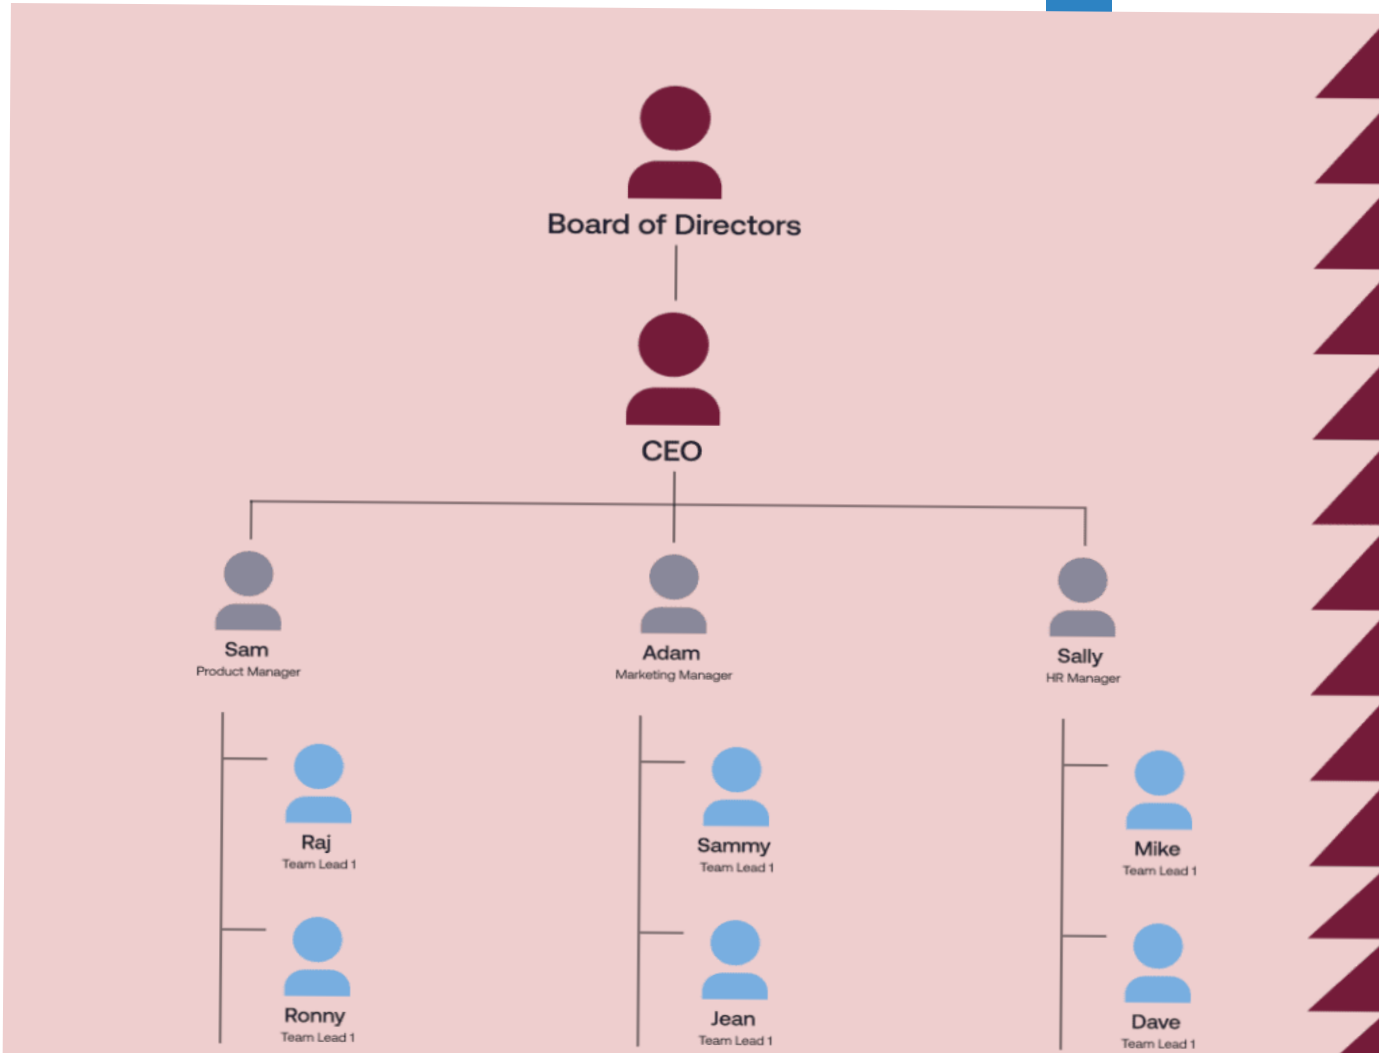 Board of Directors
CEO
Sam
Product Manager
Adam
Marketing Manager
Sally
HR Manager
Raj
Team Lead 1
Sammy
Team Lead 1
Mike
Team Lead 1
Ronny
Team Lead 1
Jean
Team Lead 1
Dave
Team Lead 1